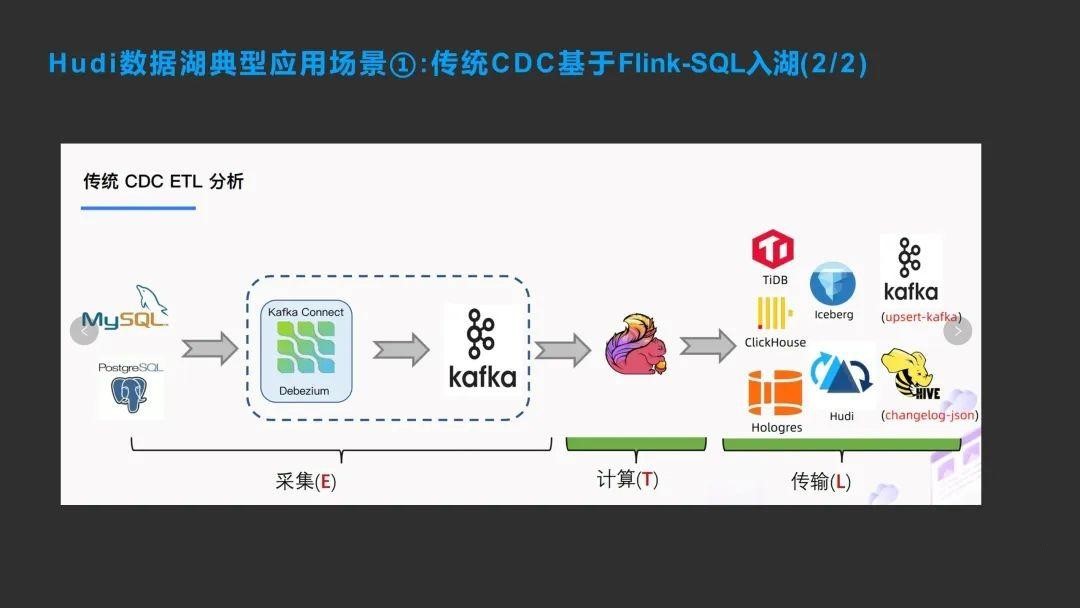 Hudi数据湖典型应用场景①:传统CDC基于Flink-SQL入湖(2/2)
传统 CDC ETL 分析
MySQL
PostgreSQL
Kafka Connect
Debezium
kafka
TiDB
ClickHouse
Hologres
Iceberg
Hudi
kafka
(upsert-kafka)
HIVE
(changelog-json)
采集(E)
计算(T)
传输(L)